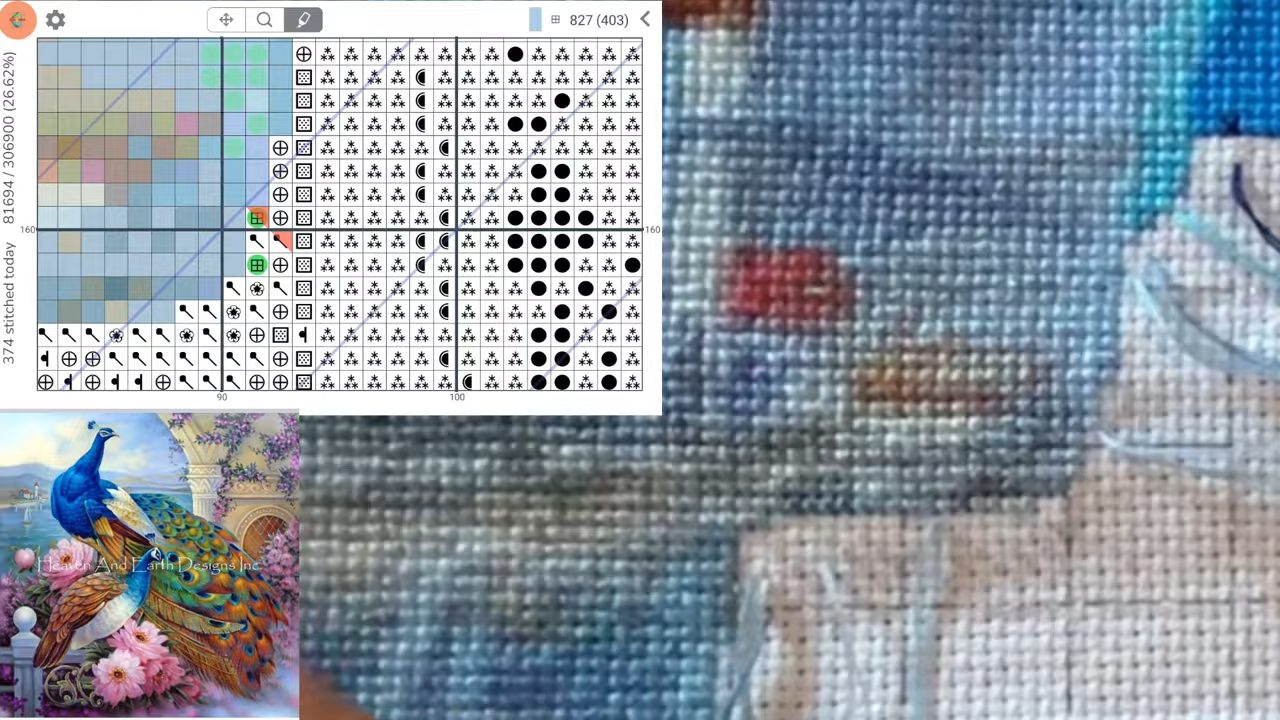 827 (403)
374 stitched today 81694 / 306900 (26.62%)
160
160
90
100
Heaven And Earth Designs Inc